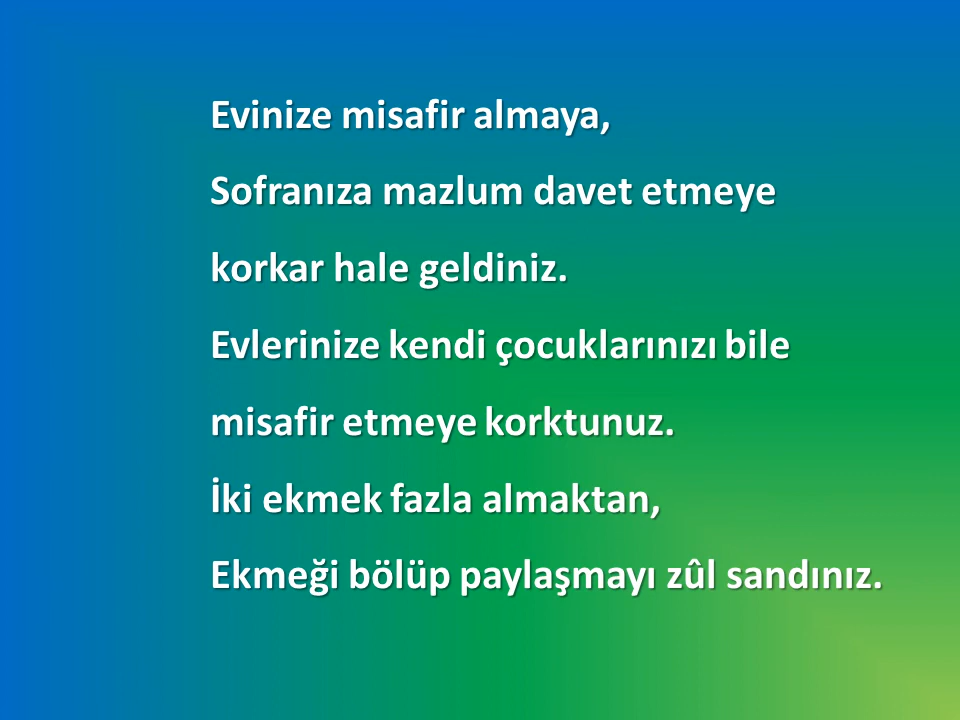 Evinize misafir almaya,
Sofranıza mazlum davet etmeye
korkar hale geldiniz.
Evlerinize kendi çocuklarınızı bile
misafir etmeye korktunuz.
İki ekmek fazla almaktan,
Ekmeği bölüp paylaşmayı zûl sandınız.